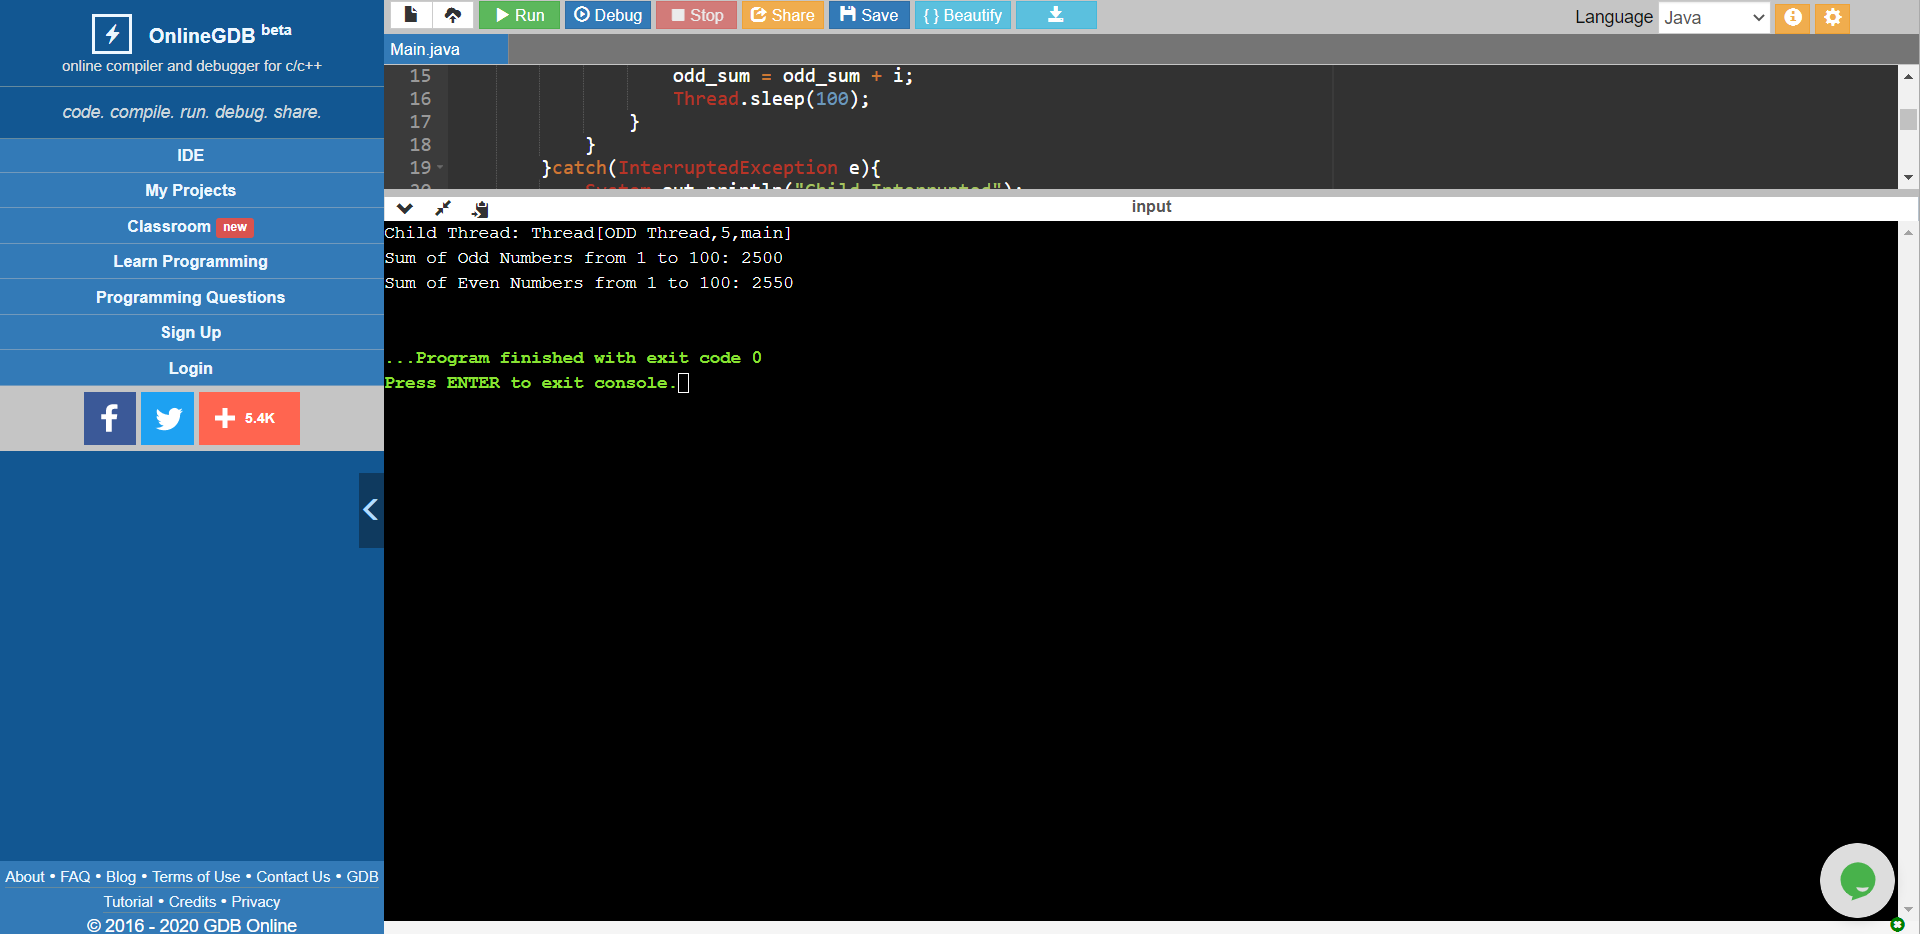 OnlineGDB beta
online compiler and debugger for c/c++
code. compile. run. debug. share.
IDE
My Projects
Classroom new
Learn Programming
Programming Questions
Sign Up
Login
5.4K
About • FAQ • Blog • Terms of Use • Contact Us • GDB
Tutorial • Credits • Privacy
© 2016 - 2020 GDB Online
Run Debug Stop Share Save { } Beautify
Language Java
Main.java
15 odd_sum = odd_sum + i;
16 Thread.sleep(100);
17 }
18 }
19 }catch(InterruptedException e){
20 System.out.println("Child Interrupted");
input
Child Thread: Thread[ODD Thread,5,main]
Sum of Odd Numbers from 1 to 100: 2500
Sum of Even Numbers from 1 to 100: 2550
...Program finished with exit code 0
Press ENTER to exit console.